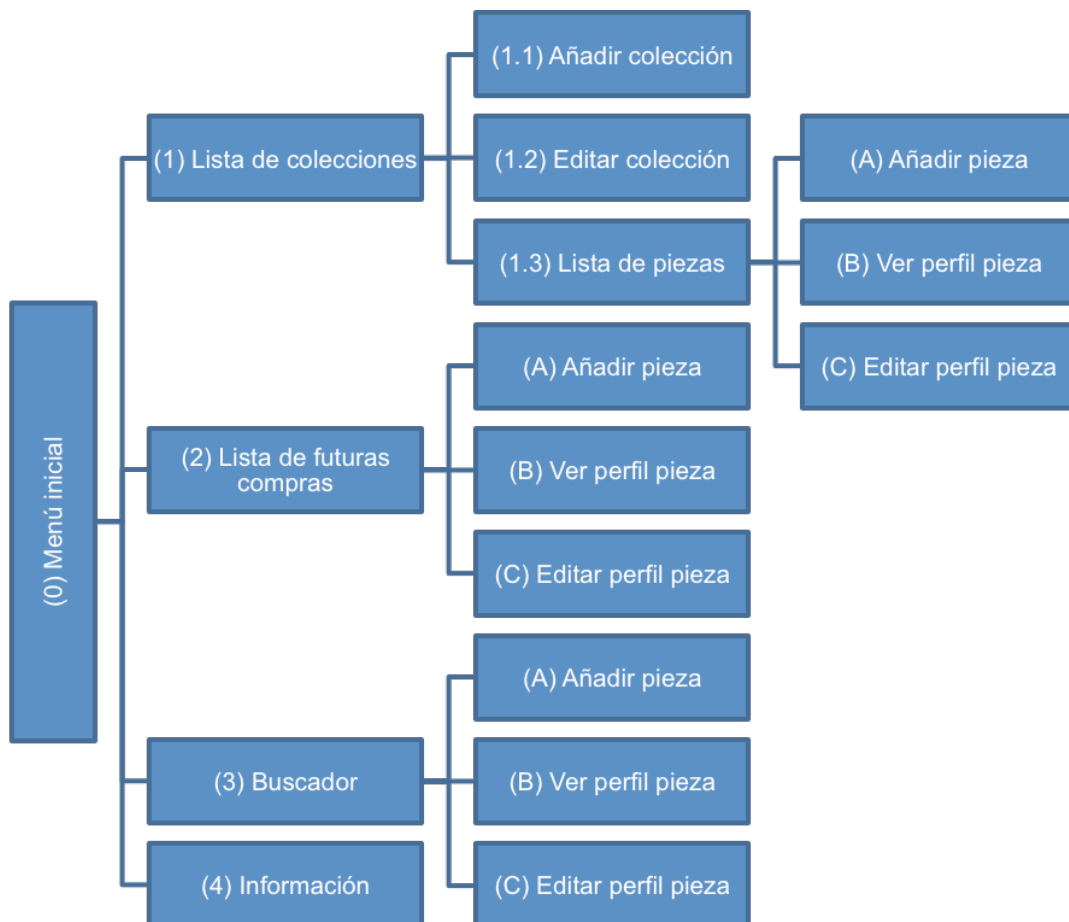 (0) Menú inicial
(1) Lista de colecciones
(1.1) Añadir colección
(1.2) Editar colección
(1.3) Lista de piezas
(A) Añadir pieza
(B) Ver perfil pieza
(C) Editar perfil pieza
(2) Lista de futuras
compras
(A) Añadir pieza
(B) Ver perfil pieza
(C) Editar perfil pieza
(3) Buscador
(A) Añadir pieza
(B) Ver perfil pieza
(C) Editar perfil pieza
(4) Información